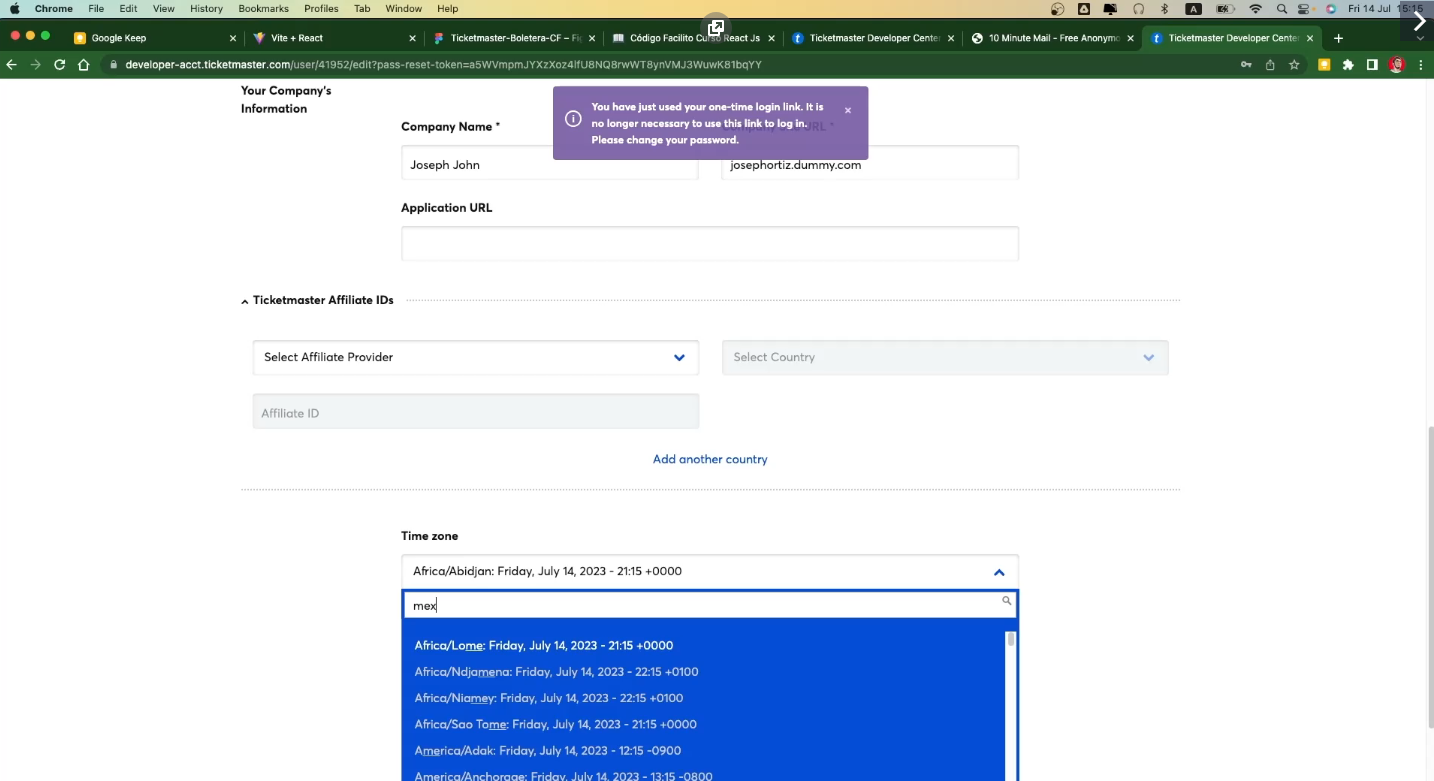 Chrome File Edit View History Bookmarks Profiles Tab Window Help A Fri 14 Jul 15:15
Google Keep × Vite + React × Ticketmaster-Boletera-CF – Fig × Código Facilito Curso React Js × Ticketmaster Developer Center × 10 Minute Mail - Free Anonymo × Ticketmaster Developer Center × +
developer-acct.ticketmaster.com/user/41952/edit?pass-reset-token=a5WVmpmJYXzXoz4lfU8NQ8rwWT8ynVMJ3WuwK81bqYY
Your Company's
Information
You have just used your one-time login link. It is
no longer necessary to use this link to log in.
Please change your password.
×
Company Name *
Joseph John
josephortiz.dummy.com
Application URL
Ticketmaster Affiliate IDs
Select Affiliate Provider
Select Country
Affiliate ID
Add another country
Time zone
Africa/Abidjan: Friday, July 14, 2023 - 21:15 +0000
mex
Africa/Lome: Friday, July 14, 2023 - 21:15 +0000
Africa/Ndjamena: Friday, July 14, 2023 - 22:15 +0100
Africa/Niamey: Friday, July 14, 2023 - 22:15 +0100
Africa/Sao Tome: Friday, July 14, 2023 - 21:15 +0000
America/Adak: Friday, July 14, 2023 - 12:15 -0900
America/Anchorage: Friday, July 14, 2023 - 13:15 -0800